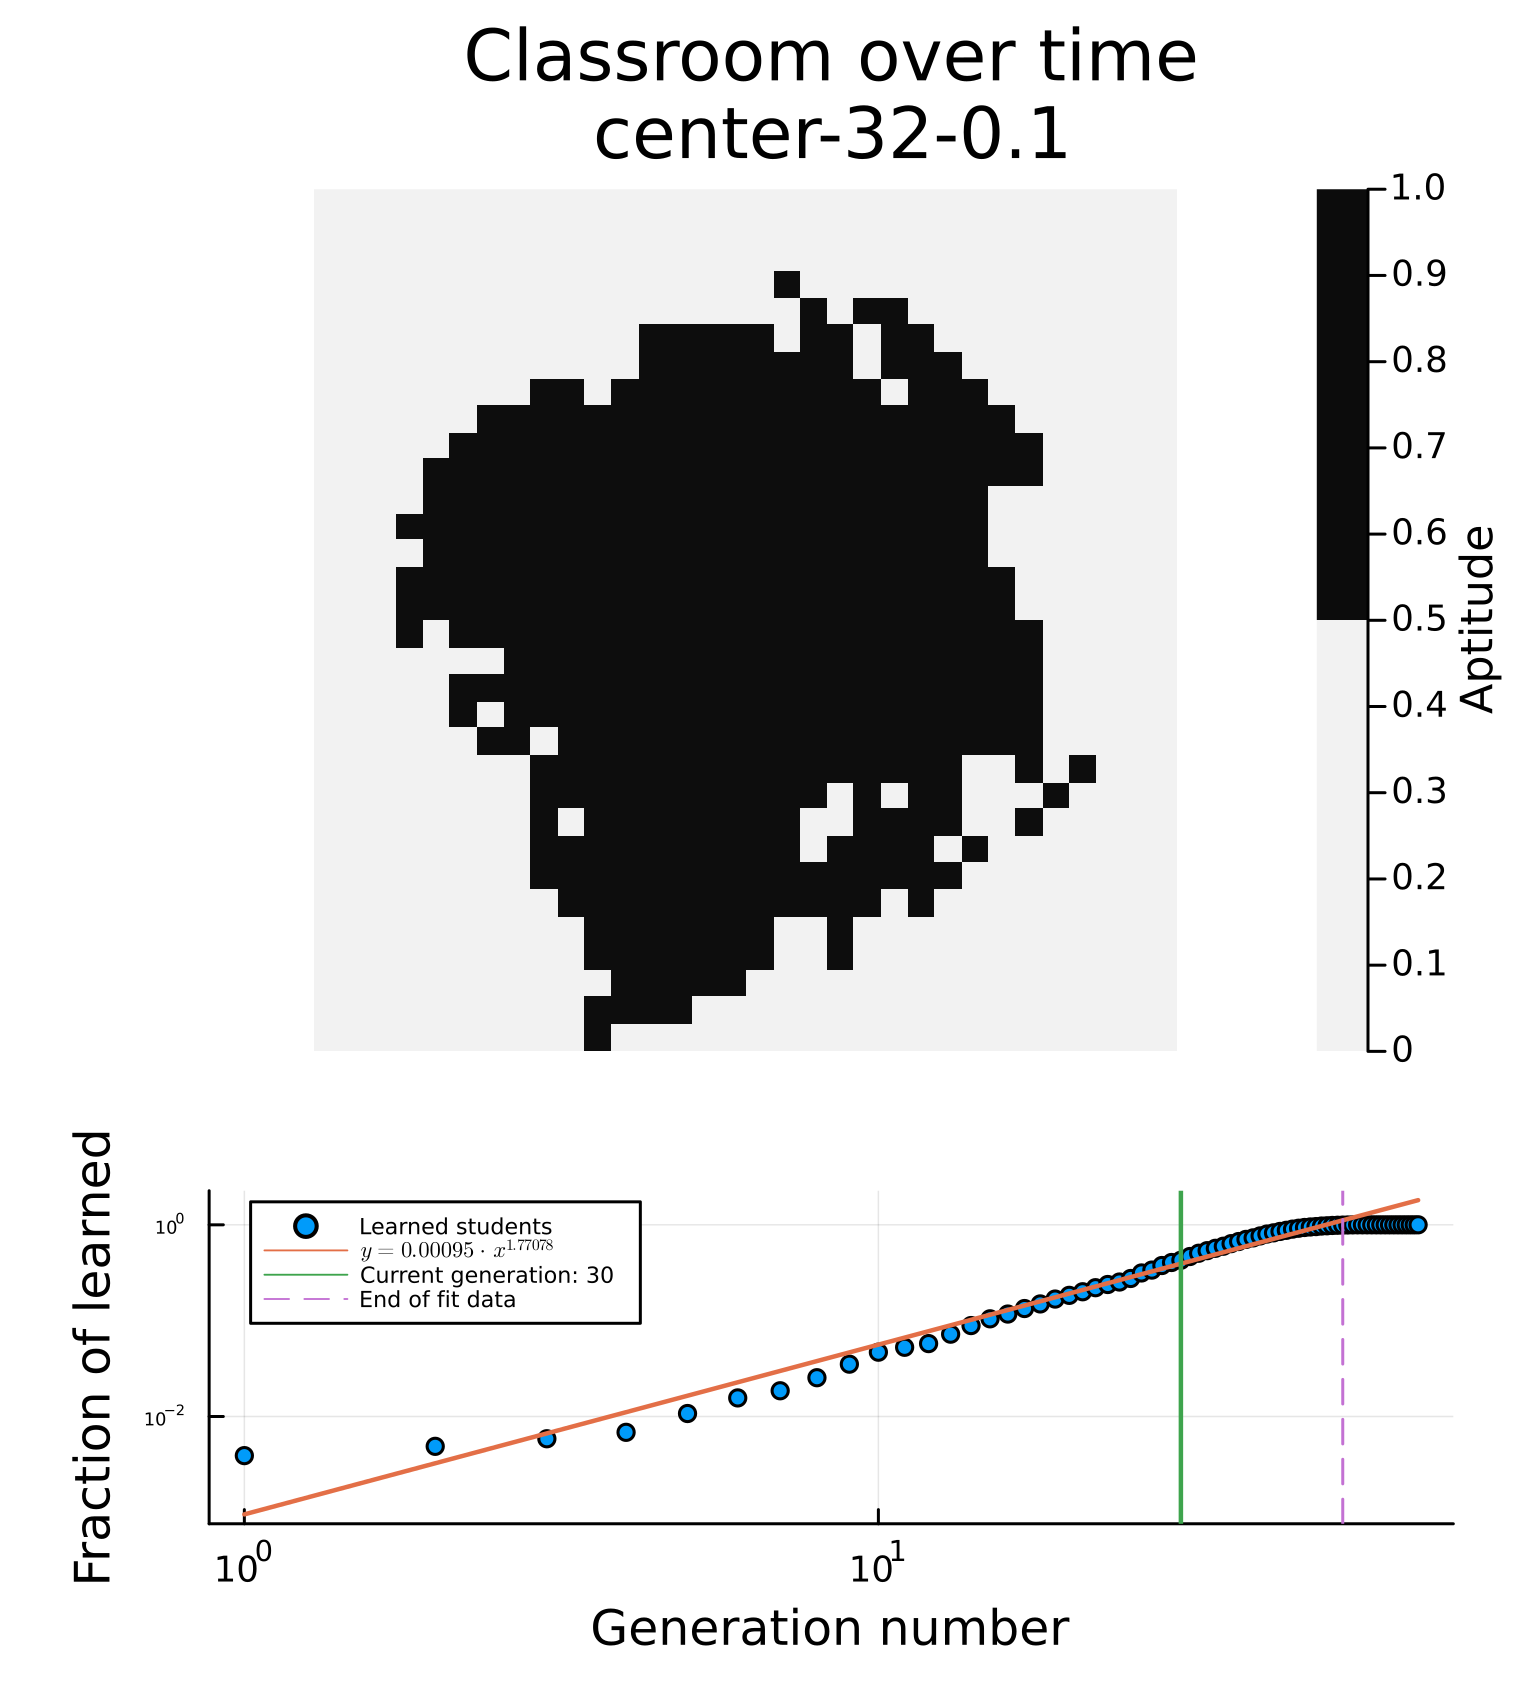 Classroom over time
center-32-0.1
1.0
0.9
0.8
0.7
0.6
0.5
0.4
0.3
0.2
0.1
0
Aptitude
Fraction of learned
10⁰
10⁻²
Learned students
y = 0.00095 · x^1.77078
Current generation: 30
End of fit data
10⁰
10¹
Generation number